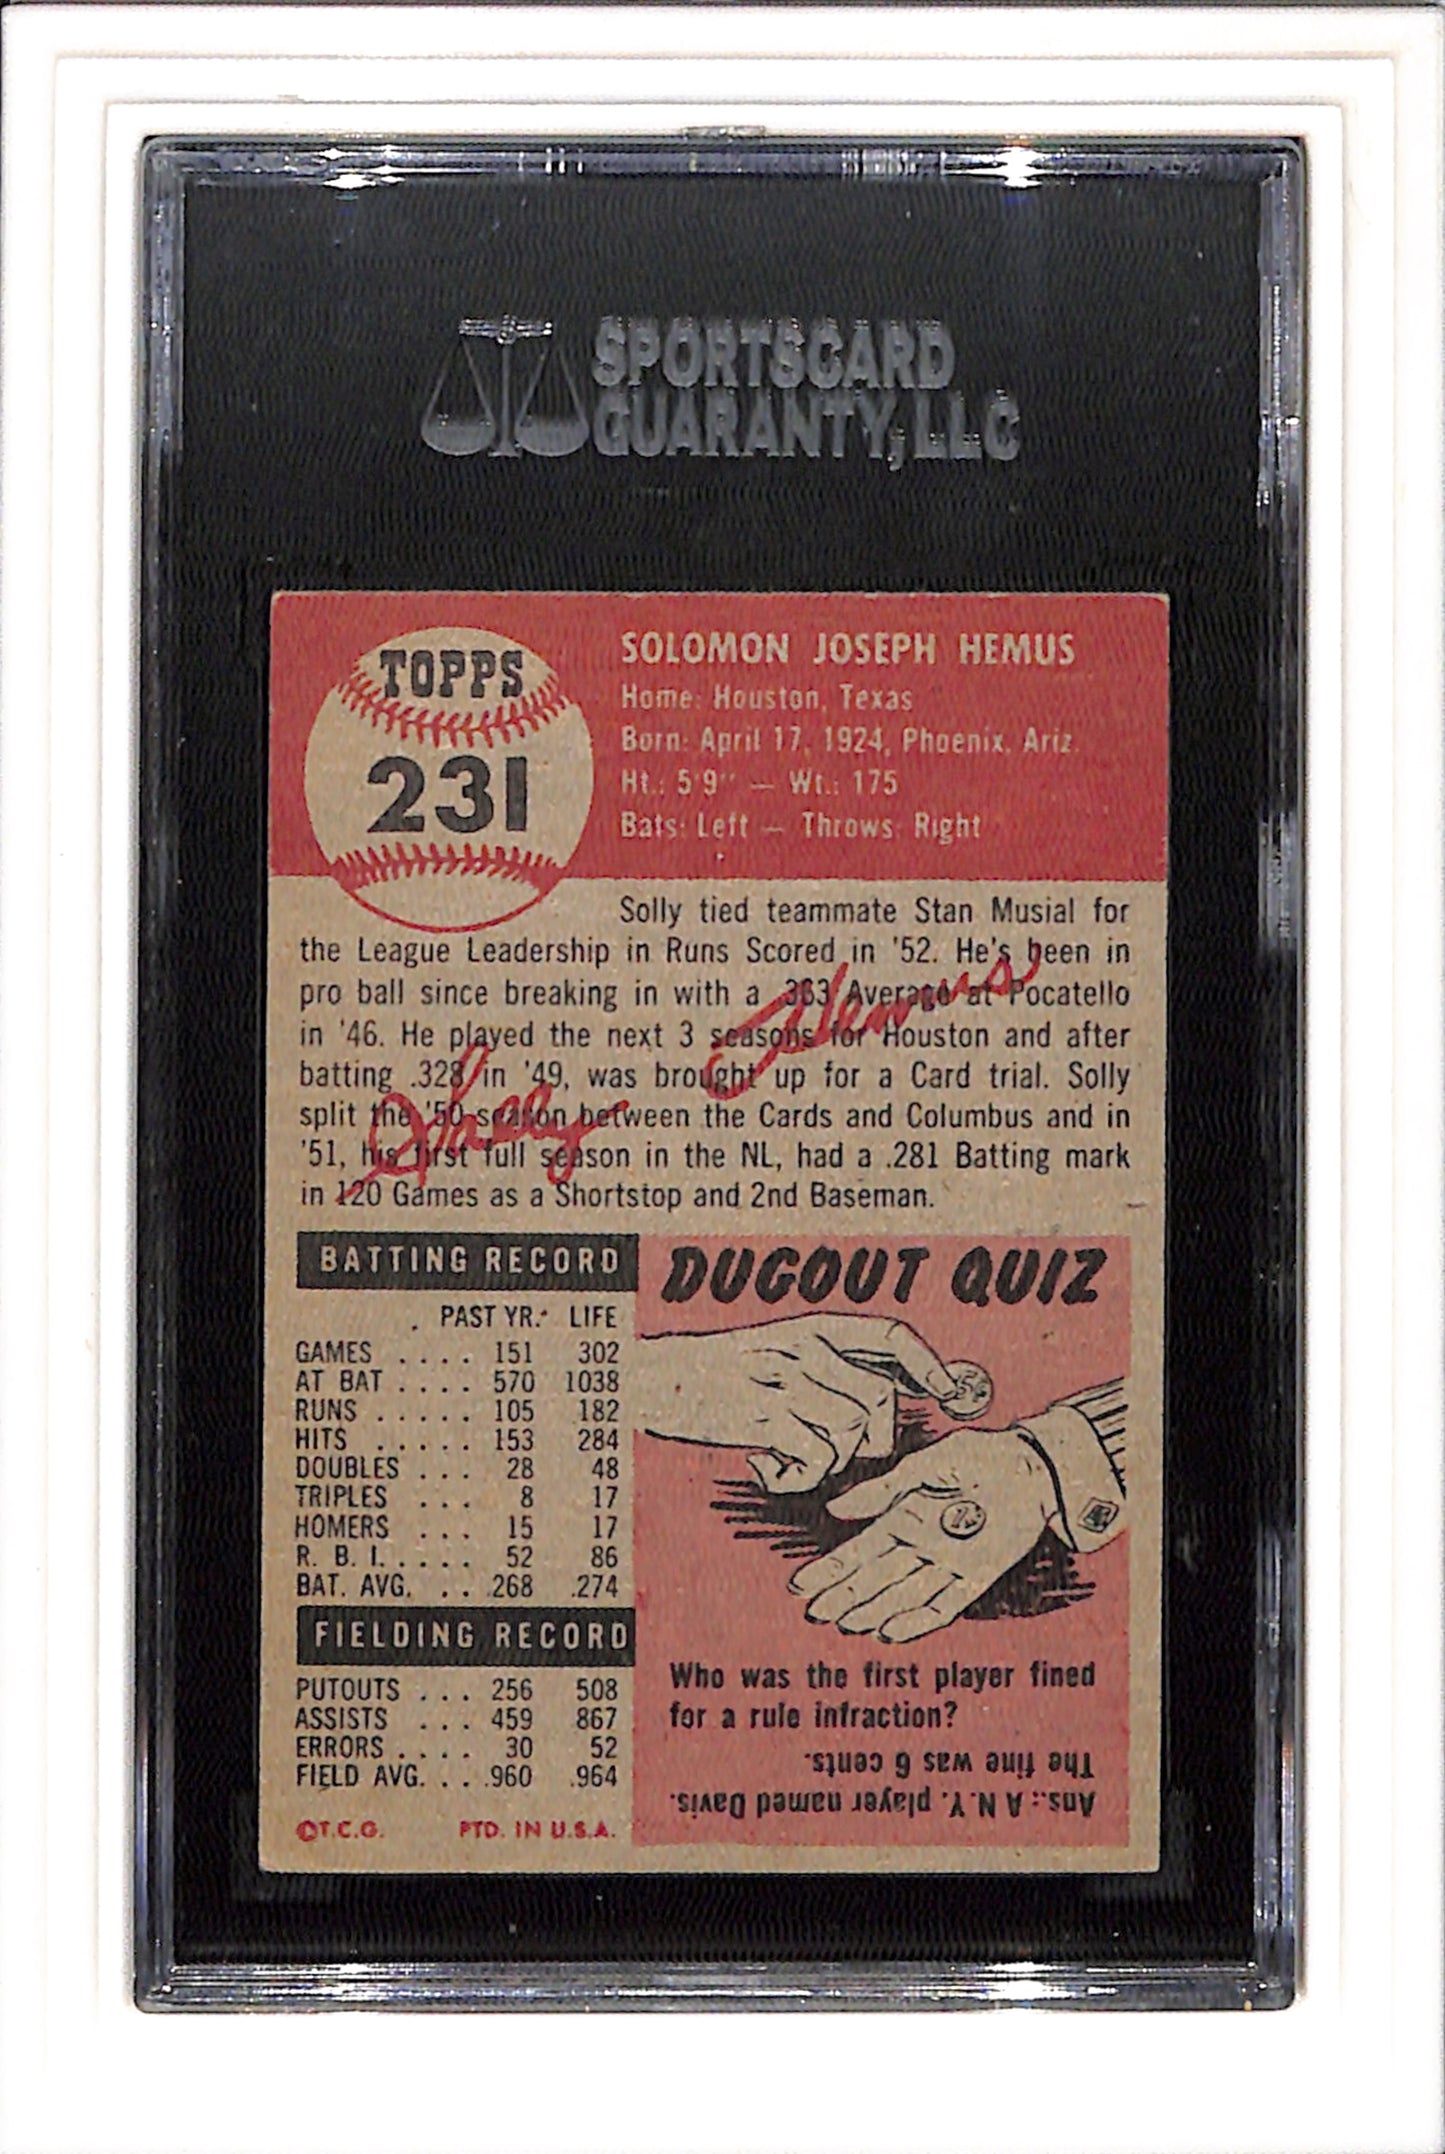 SPORTSCARD
GUARANTY, LLC
TOPPS
231
SOLOMON JOSEPH HEMUS
Home: Houston, Texas
Born: April 17, 1924, Phoenix, Ariz.
Ht.: 5'9" — Wt.: 175
Bats: Left — Throws: Right
Solly tied teammate Stan Musial for
the League Leadership in Runs Scored in '52. He's been in
pro ball since breaking in with a .363 Average at Pocatello
in '46. He played the next 3 seasons for Houston and after
batting .328 in '49, was brought up for a Card trial. Solly
split the '50 season between the Cards and Columbus and in
'51, his first full season in the NL, had a .281 Batting mark
in 120 Games as a Shortstop and 2nd Baseman.
Solly Hemus
BATTING RECORD
PAST YR. LIFE
GAMES .... 151 302
AT BAT .... 570 1038
RUNS ..... 105 182
HITS ..... 153 284
DOUBLES ... 28 48
TRIPLES ... 8 17
HOMERS ... 15 17
R. B. I. .... 52 86
BAT. AVG. .. .268 .274
FIELDING RECORD
PUTOUTS ... 256 508
ASSISTS ... 459 867
ERRORS .... 30 52
FIELD AVG. ... .960 .964
©T.C.G. PTD. IN U.S.A.
DUGOUT QUIZ
5¢
1¢
Who was the first player fined
for a rule infraction?
Ans.: A N.Y. player named Davis.
The fine was 6 cents.